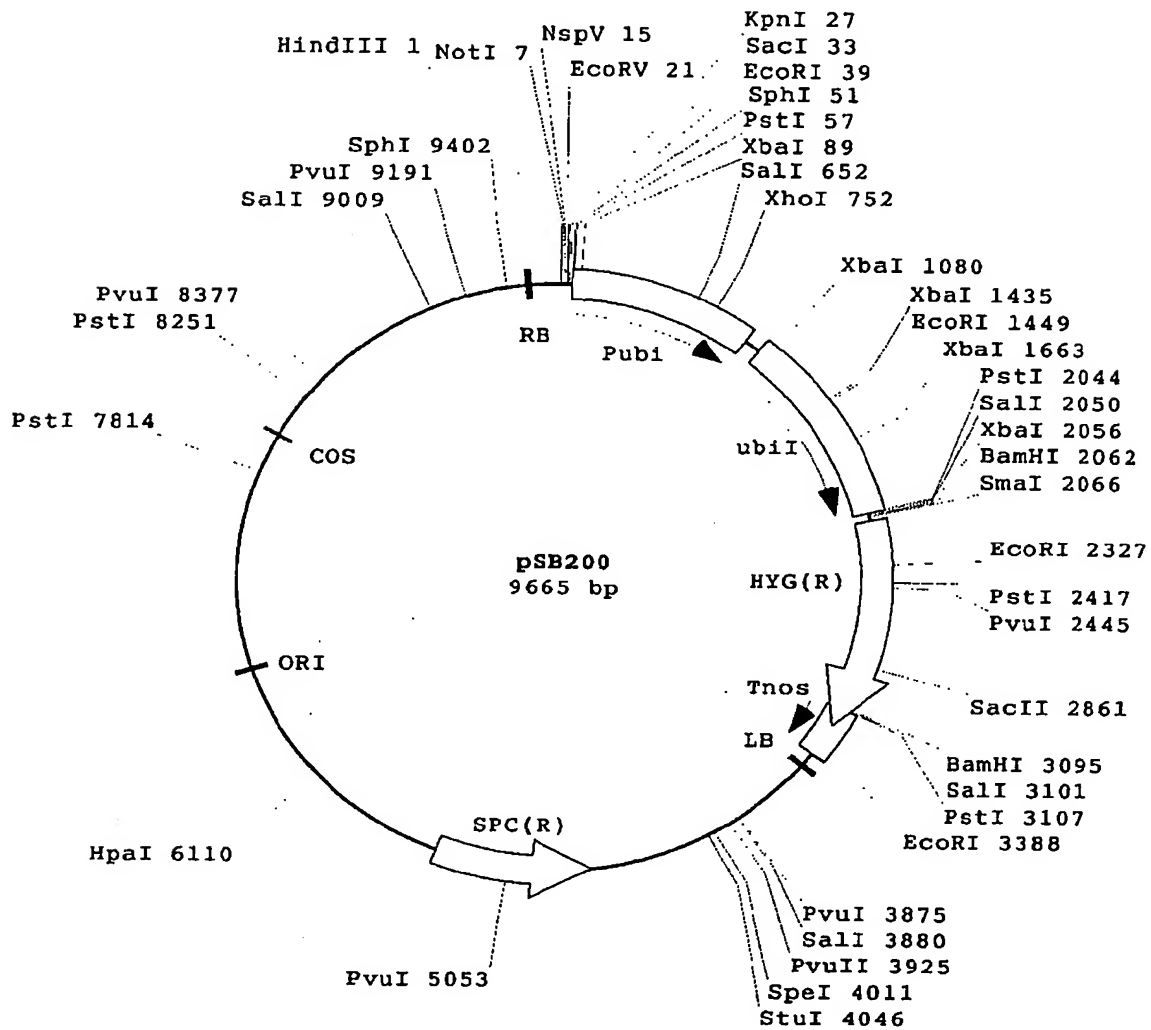 HindIII 1
NotI 7
NspV 15
EcoRV 21
KpnI 27
SacI 33
EcoRI 39
SphI 51
PstI 57
XbaI 89
SalI 652
XhoI 752
SphI 9402
PvuI 9191
SalI 9009
PvuI 8377
PstI 8251
PstI 7814
XbaI 1080
XbaI 1435
EcoRI 1449
XbaI 1663
PstI 2044
SalI 2050
XbaI 2056
BamHI 2062
SmaI 2066
EcoRI 2327
PstI 2417
PvuI 2445
SacII 2861
BamHI 3095
SalI 3101
PstI 3107
EcoRI 3388
PvuI 3875
SalI 3880
PvuII 3925
SpeI 4011
StuI 4046
PvuI 5053
HpaI 6110
RB
Pubi
ubiI
COS
pSB200
9665 bp
HYG(R)
ORI
Tnos
LB
SPC(R)